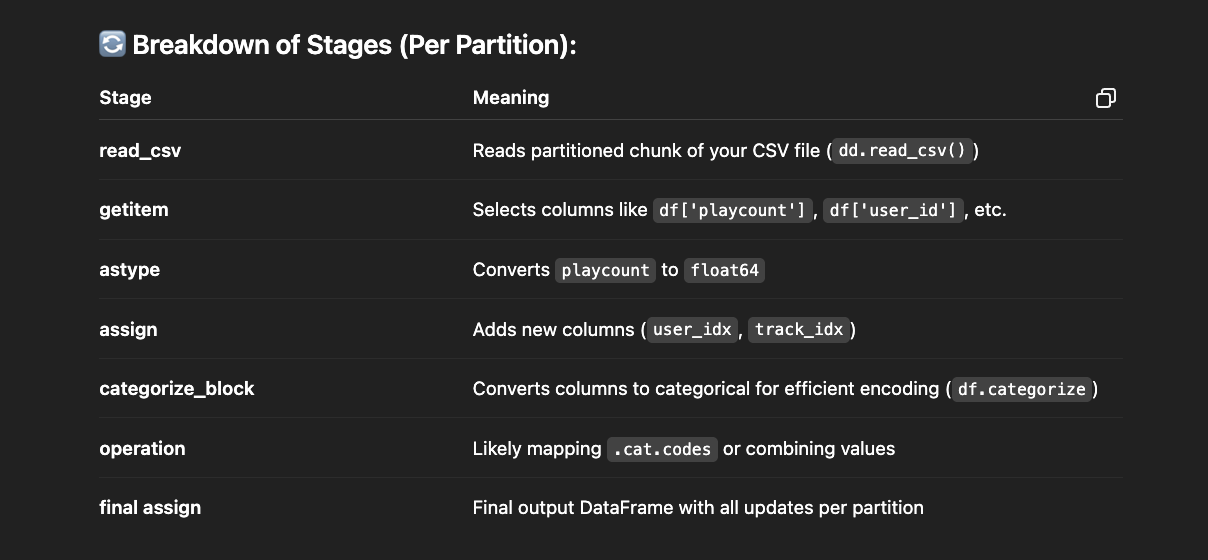 🔄 Breakdown of Stages (Per Partition):
Stage Meaning
read_csv Reads partitioned chunk of your CSV file (dd.read_csv())
getitem Selects columns like df['playcount'], df['user_id'], etc.
astype Converts playcount to float64
assign Adds new columns (user_idx, track_idx)
categorize_block Converts columns to categorical for efficient encoding (df.categorize)
operation Likely mapping .cat.codes or combining values
final assign Final output DataFrame with all updates per partition